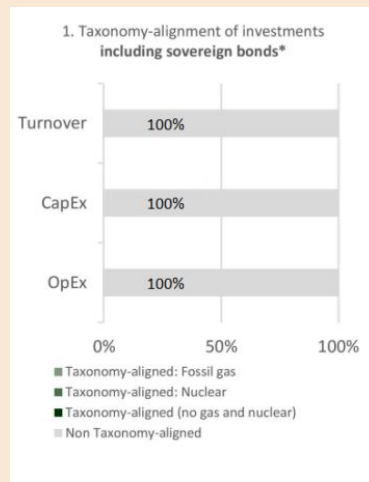 1. Taxonomy-alignment of investments
including sovereign bonds*
Turnover
100%
CapEx
100%
OpEx
100%
0% 50% 100%
Taxonomy-aligned: Fossil gas
Taxonomy-aligned: Nuclear
Taxonomy-aligned (no gas and nuclear)
Non Taxonomy-aligned